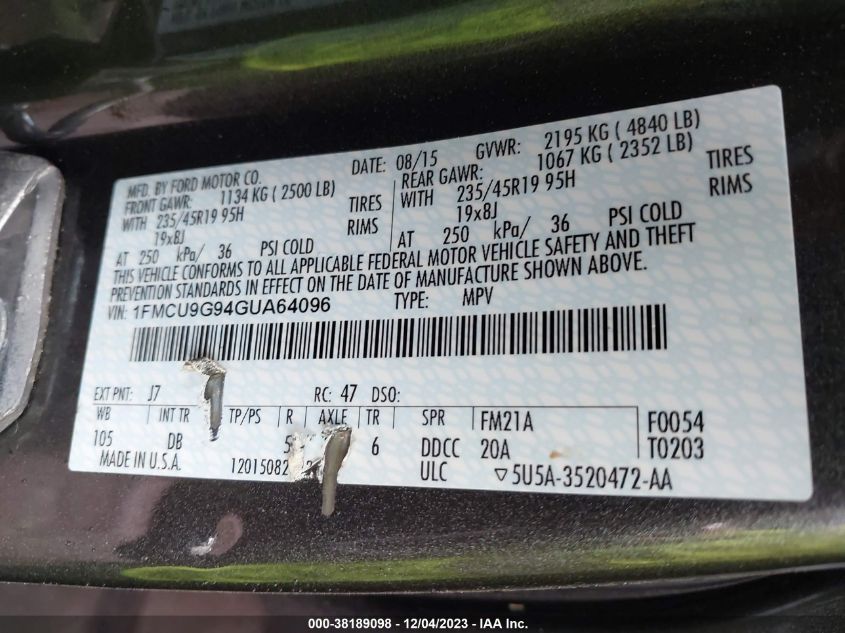 MFD. BY FORD MOTOR CO. DATE: 08/15 GVWR: 2195 KG ( 4840 LB)
FRONT GAWR: 1134 KG ( 2500 LB) REAR GAWR: 1067 KG ( 2352 LB)
WITH 235/45R19 95H TIRES WITH 235/45R19 95H TIRES
19x8J RIMS 19x8J RIMS
AT 250 kPa/ 36 PSI COLD AT 250 kPa/ 36 PSI COLD
THIS VEHICLE CONFORMS TO ALL APPLICABLE FEDERAL MOTOR VEHICLE SAFETY AND THEFT
PREVENTION STANDARDS IN EFFECT ON THE DATE OF MANUFACTURE SHOWN ABOVE.
VIN: 1FMCU9G94GUA64096 TYPE: MPV
EXT PNT: J7 RC: 47 DSO:
WB INT TR TP/PS R AXLE TR SPR FM21A F0054
105 DB 5 6 DDCC 20A T0203
MADE IN U.S.A. 12015082 ULC ▽5U5A-3520472-AA
000-38189098 - 12/04/2023 - IAA Inc.